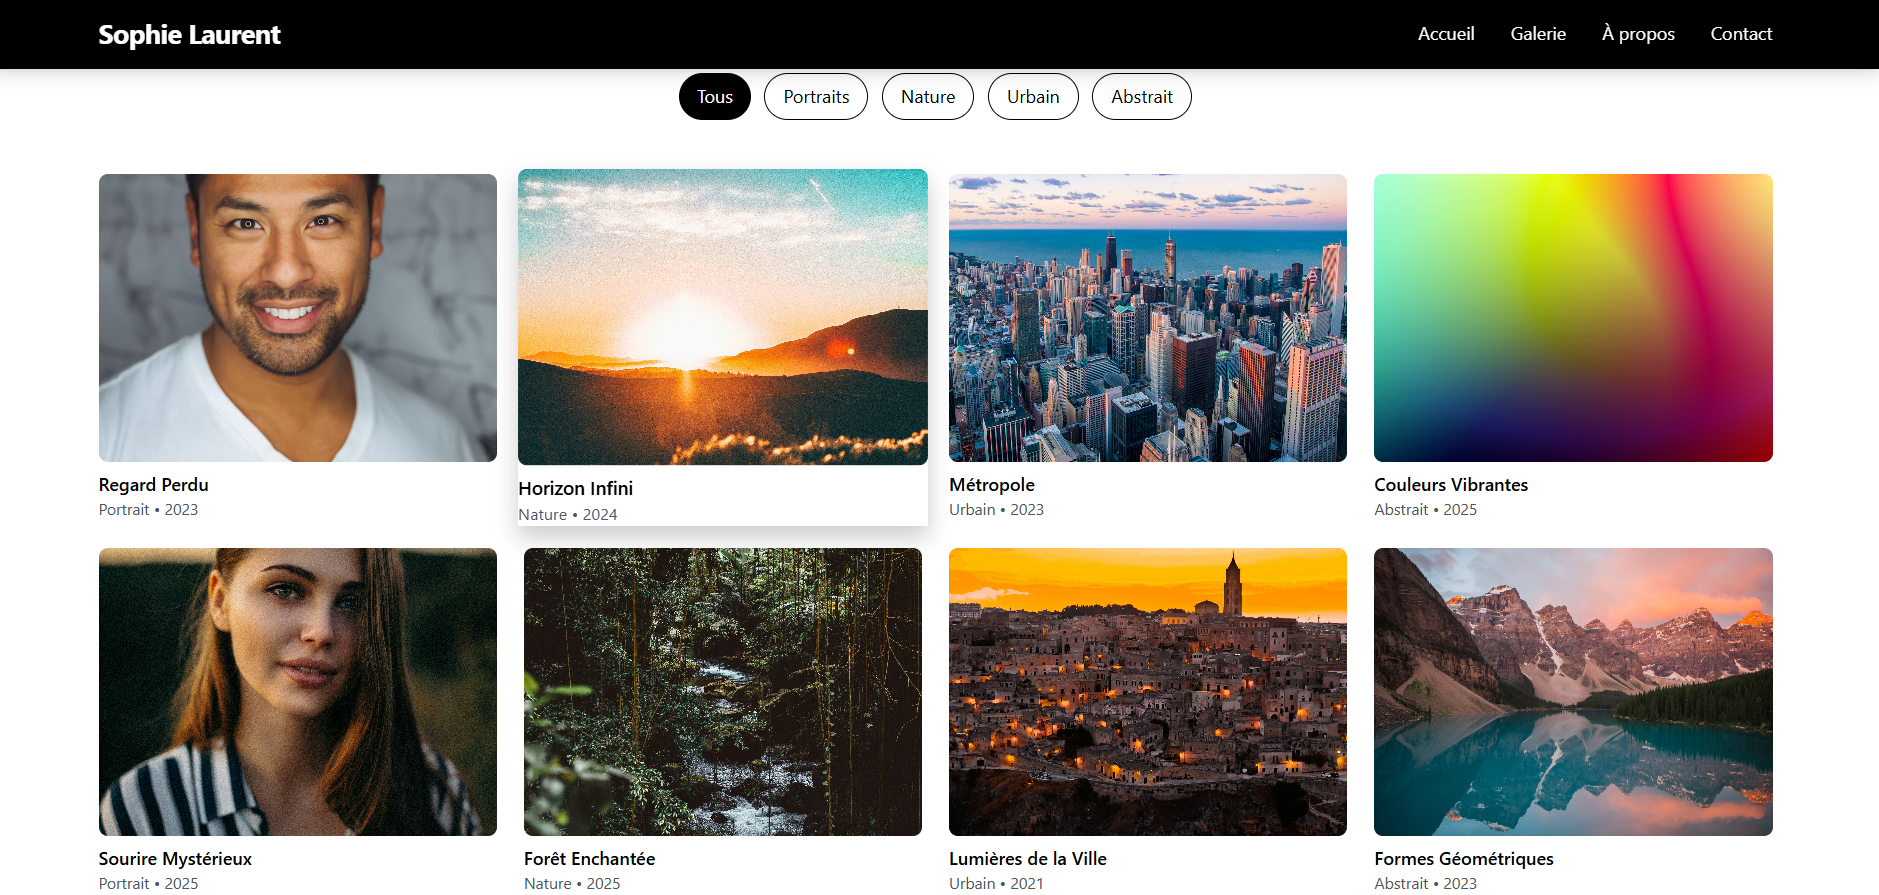 Sophie Laurent
Accueil Galerie À propos Contact
Tous Portraits Nature Urbain Abstrait
Regard Perdu
Portrait • 2023
Horizon Infini
Nature • 2024
Métropole
Urbain • 2023
Couleurs Vibrantes
Abstrait • 2025
Sourire Mystérieux
Portrait • 2025
Forêt Enchantée
Nature • 2025
Lumières de la Ville
Urbain • 2021
Formes Géométriques
Abstrait • 2023